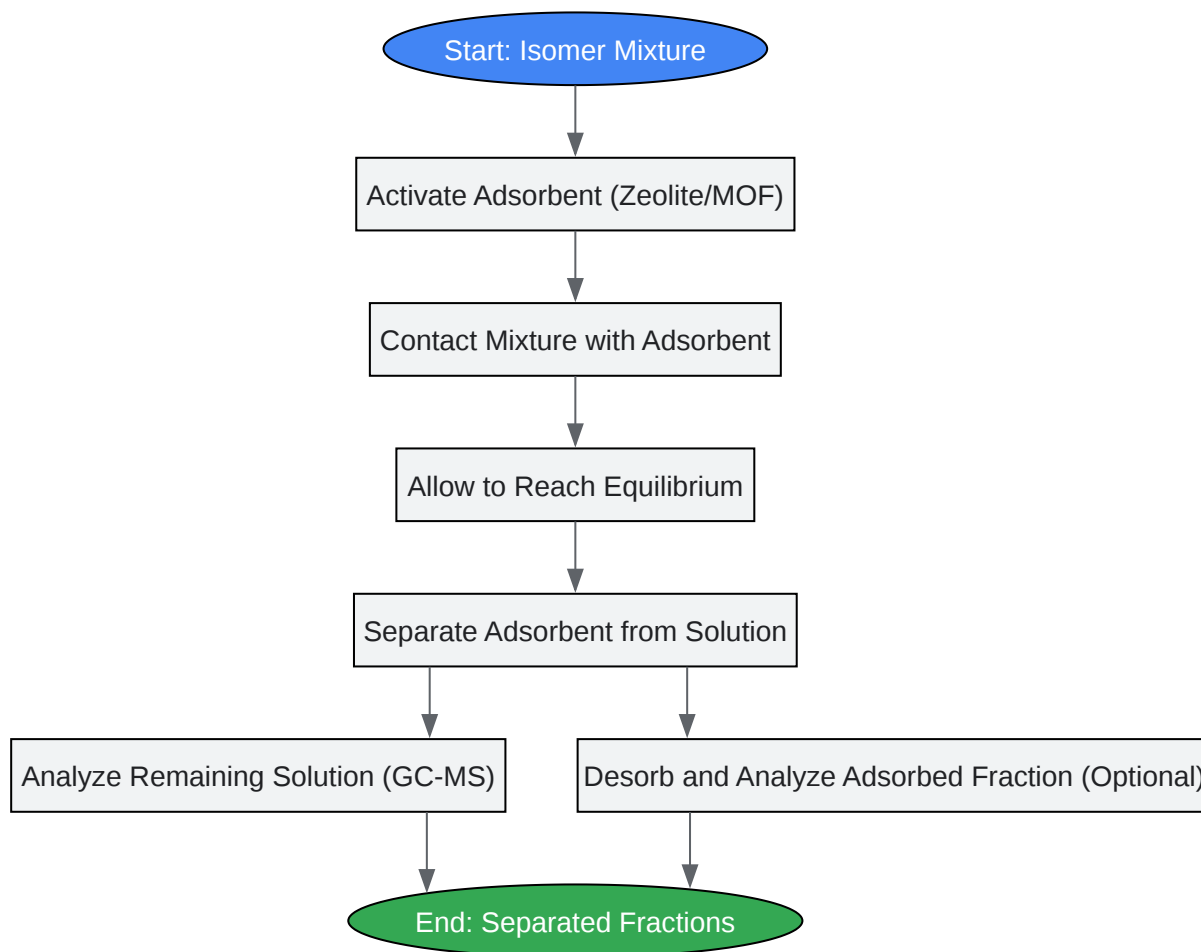 Start: Isomer Mixture
Activate Adsorbent (Zeolite/MOF)
Contact Mixture with Adsorbent
Allow to Reach Equilibrium
Separate Adsorbent from Solution
Analyze Remaining Solution (GC-MS)
Desorb and Analyze Adsorbed Fraction (Optional)
End: Separated Fractions